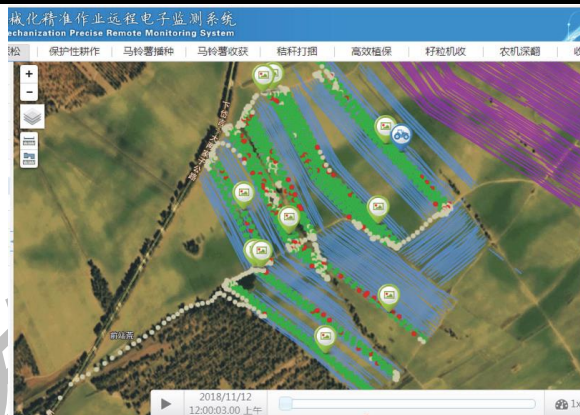 械化精准作业远程电子监测系统
echanization Precise Remote Monitoring System
松 保护性耕作 马铃薯播种 马铃薯收获 秸秆打捆 高效植保 籽粒机收 农机深翻 收
+
-
2018/11/12
12:00:03.00 上午
1x